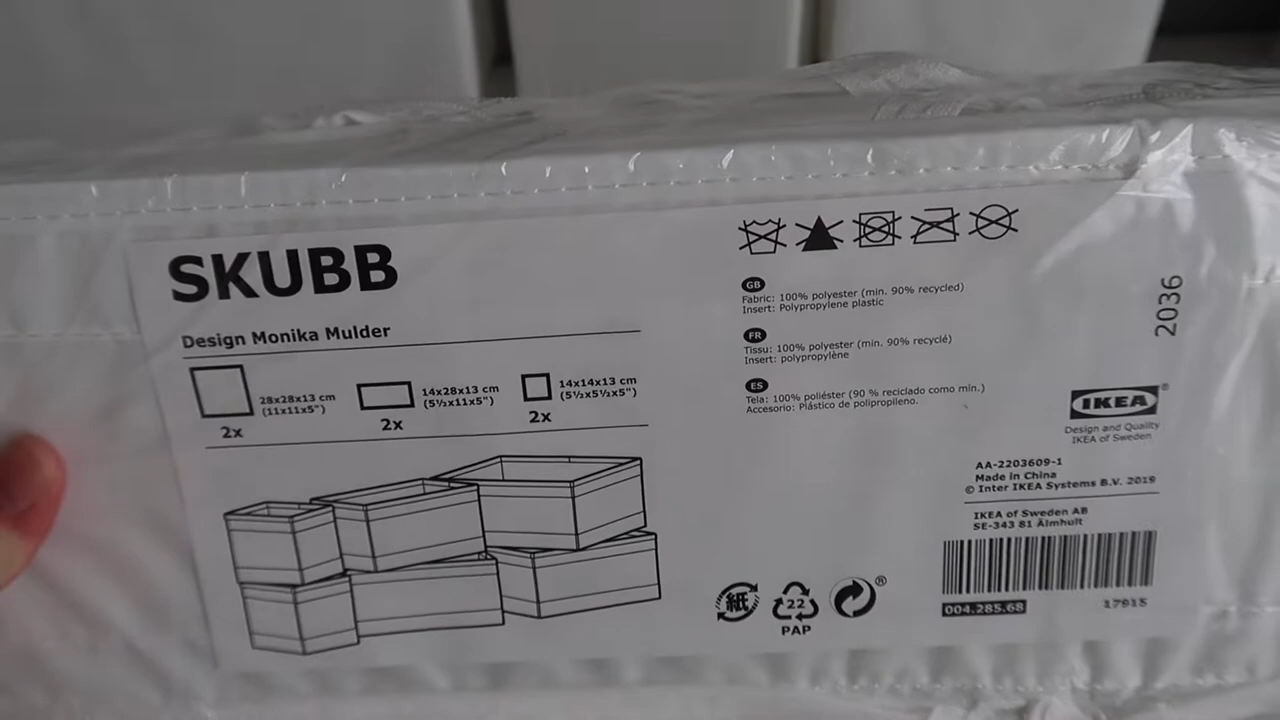 SKUBB
Design Monika Mulder
28x28x13 cm
(11x11x5")
2x
14x28x13 cm
(5½x11x5")
2x
14x14x13 cm
(5½x5½x5")
2x
GB
Fabric: 100% polyester (min. 90% recycled)
Insert: Polypropylene plastic
FR
Tissu: 100% polyester (min. 90% recyclé)
Insert: polypropylène
ES
Tela: 100% poliéster (90 % reciclado como min.)
Accesorio: Plástico de polipropileno.
2036
IKEA®
Design and Quality
IKEA of Sweden
AA-2203609-1
Made in China
© Inter IKEA Systems B.V. 2019
IKEA of Sweden AB
SE-343 81 Älmhult
004.285.68
17915
紙
22
PAP
®